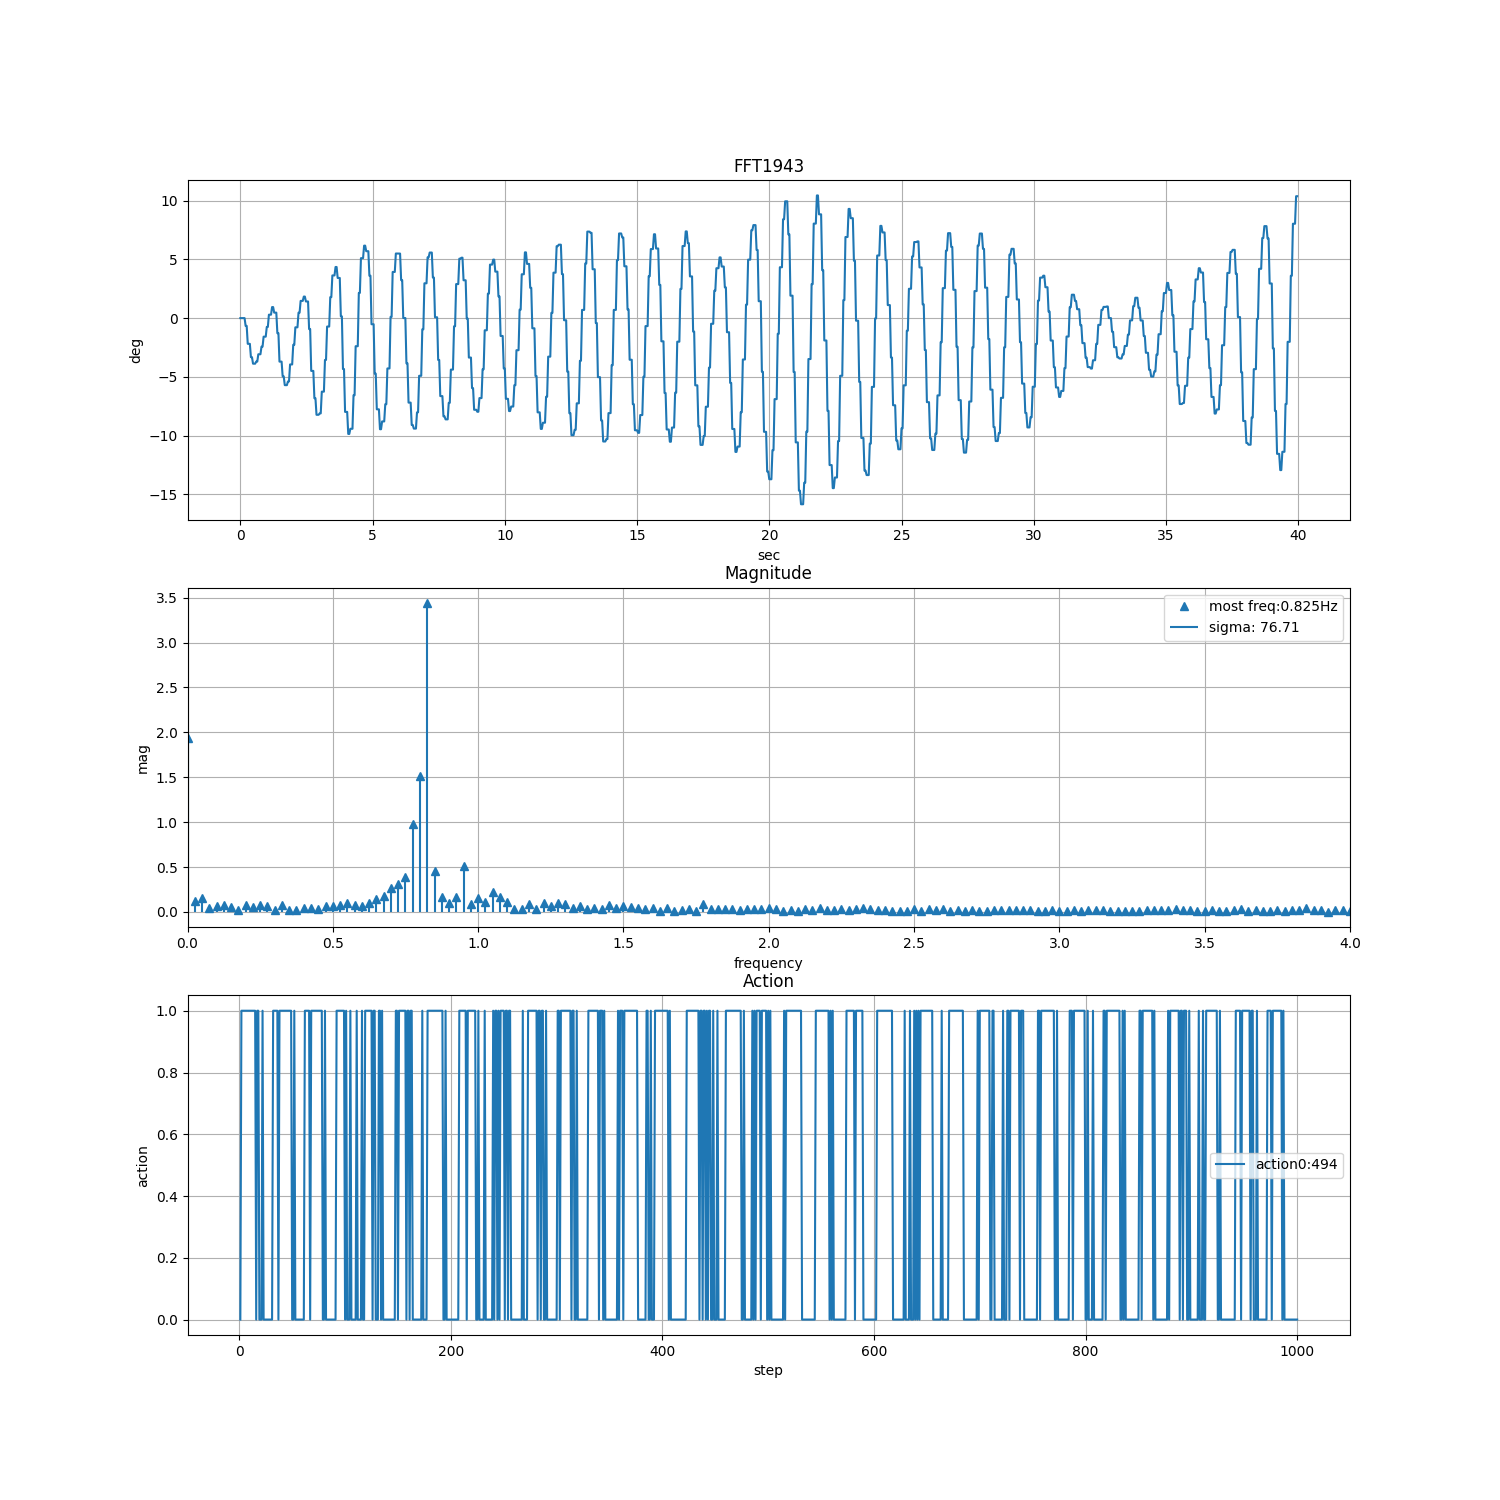 FFT1943
10
5
0
−5
−10
−15
deg
0 5 10 15 20 25 30 35 40
sec
Magnitude
3.5
3.0
2.5
2.0
1.5
1.0
0.5
0.0
mag
most freq:0.825Hz
sigma: 76.71
0.0 0.5 1.0 1.5 2.0 2.5 3.0 3.5 4.0
frequency
Action
1.0
0.8
0.6
0.4
0.2
0.0
action
action0:494
0 200 400 600 800 1000
step